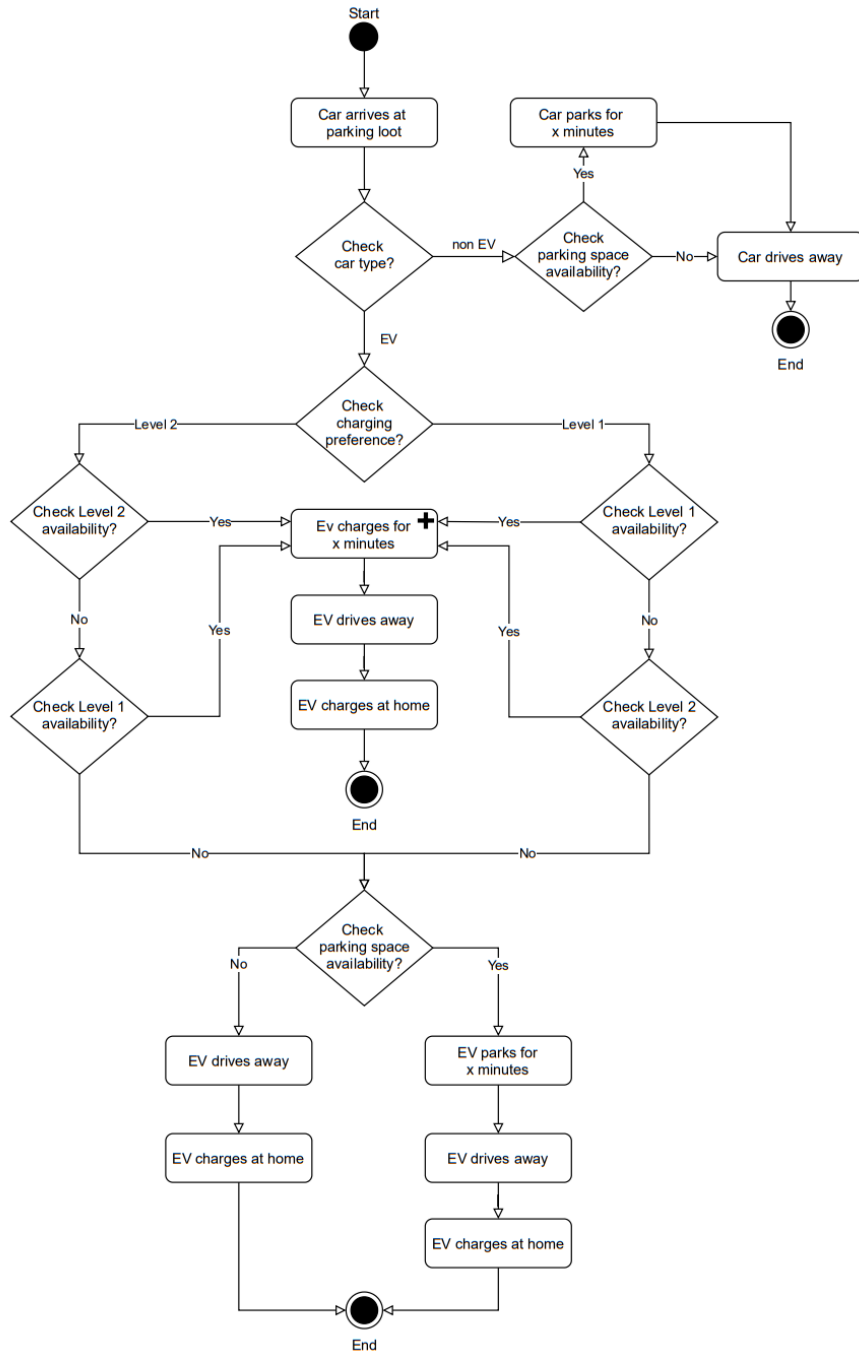 Start
Car arrives at
parking loot
Car parks for
x minutes
Yes
Check
car type?
non EV
Check
parking space
availability?
No
Car drives away
End
EV
Check
charging
preference?
Level 2
Level 1
Check Level 2
availability?
Yes
Ev charges for
x minutes
Yes
Check Level 1
availability?
No
Yes
EV drives away
Yes
No
Check Level 1
availability?
EV charges at home
Check Level 2
availability?
End
No
No
Check
parking space
availability?
No
Yes
EV drives away
EV parks for
x minutes
EV charges at home
EV drives away
EV charges at home
End